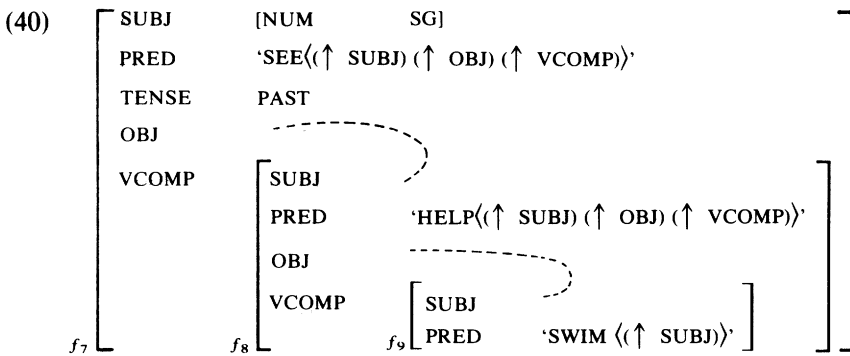 (40) SUBJ [NUM SG]
PRED ‘SEE⟨(↑ SUBJ) (↑ OBJ) (↑ VCOMP)⟩’
TENSE PAST
OBJ
VCOMP SUBJ
PRED ‘HELP⟨(↑ SUBJ) (↑ OBJ) (↑ VCOMP)⟩’
OBJ
VCOMP SUBJ
f₇ f₈ f₉ PRED ‘SWIM ⟨(↑ SUBJ)⟩’